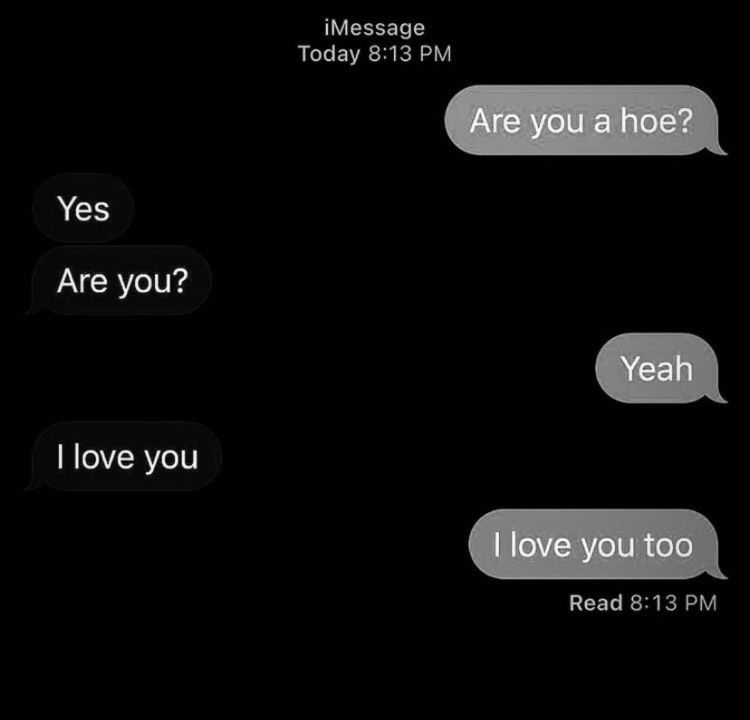 iMessage
Today 8:13 PM
Are you a hoe?
Yes
Are you?
Yeah
I love you
I love you too
Read 8:13 PM